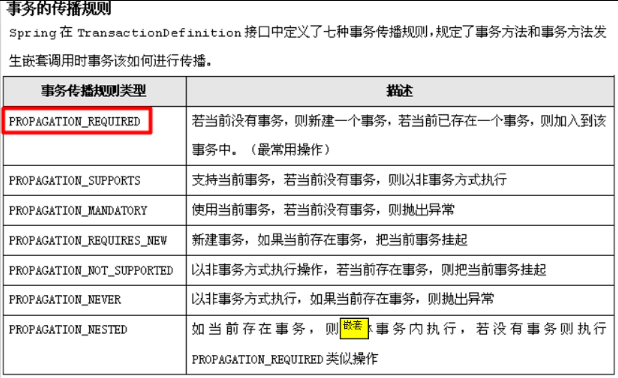 事务的传播规则
Spring 在 TransactionDefinition 接口中定义了七种事务传播规则,规定了事务方法和事务方法发
生嵌套调用时事务该如何进行传播。
事务传播规则类型 描述
PROPAGATION_REQUIRED 若当前没有事务，则新建一个事务，若当前已存在一个事务，则加入到该
事务中。（最常用操作）
PROPAGATION_SUPPORTS 支持当前事务，若当前没有事务，则以非事务方式执行
PROPAGATION_MANDATORY 使用当前事务，若当前没有事务，则抛出异常
PROPAGATION_REQUIRES_NEW 新建事务，如果当前存在事务，把当前事务挂起
PROPAGATION_NOT_SUPPORTED 以非事务方式执行操作，若当前存在事务，则把当前事务挂起
PROPAGATION_NEVER 以非事务方式执行，如果当前存在事务，则抛出异常
PROPAGATION_NESTED 如当前存在事务，则嵌套事务内执行，若没有事务则执行
PROPAGATION_REQUIRED 类似操作